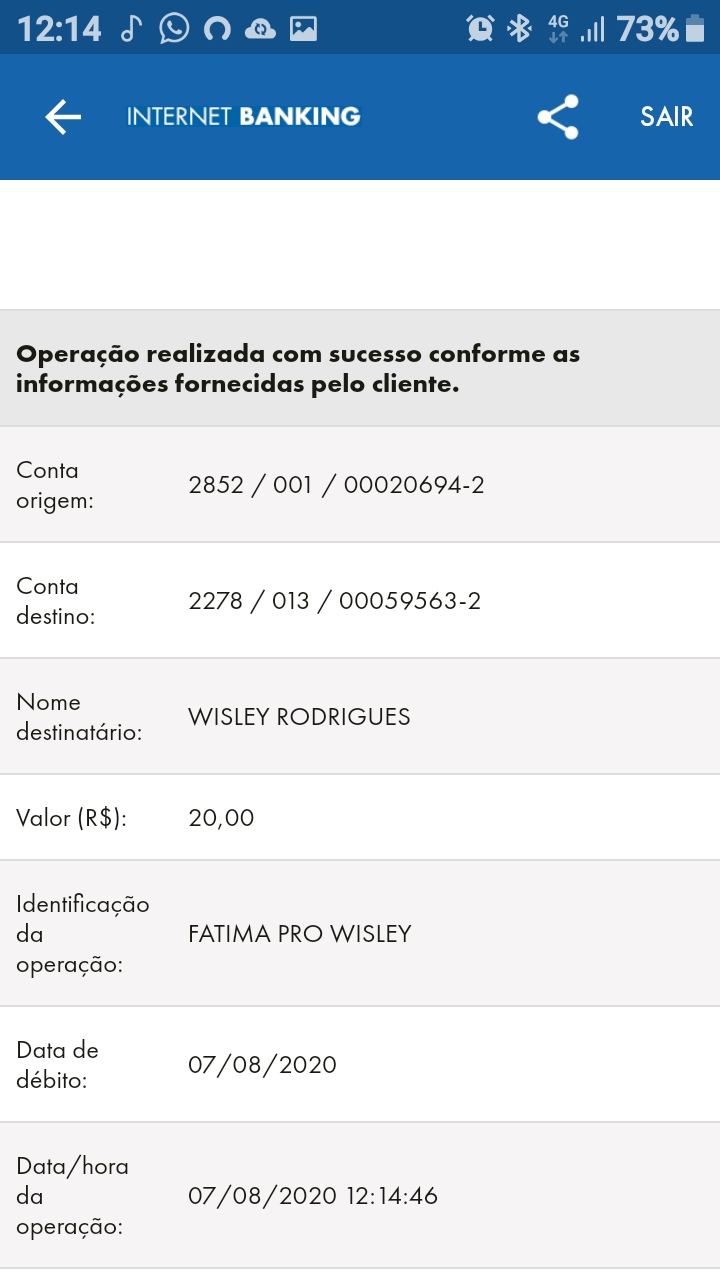 12:14 4G 73%
INTERNET BANKING SAIR
Operação realizada com sucesso conforme as
informações fornecidas pelo cliente.
Conta
origem:
2852 / 001 / 00020694-2
Conta
destino:
2278 / 013 / 00059563-2
Nome
destinatário:
WISLEY RODRIGUES
Valor (R$):
20,00
Identificação
da
operação:
FATIMA PRO WISLEY
Data de
débito:
07/08/2020
Data/hora
da
operação:
07/08/2020 12:14:46